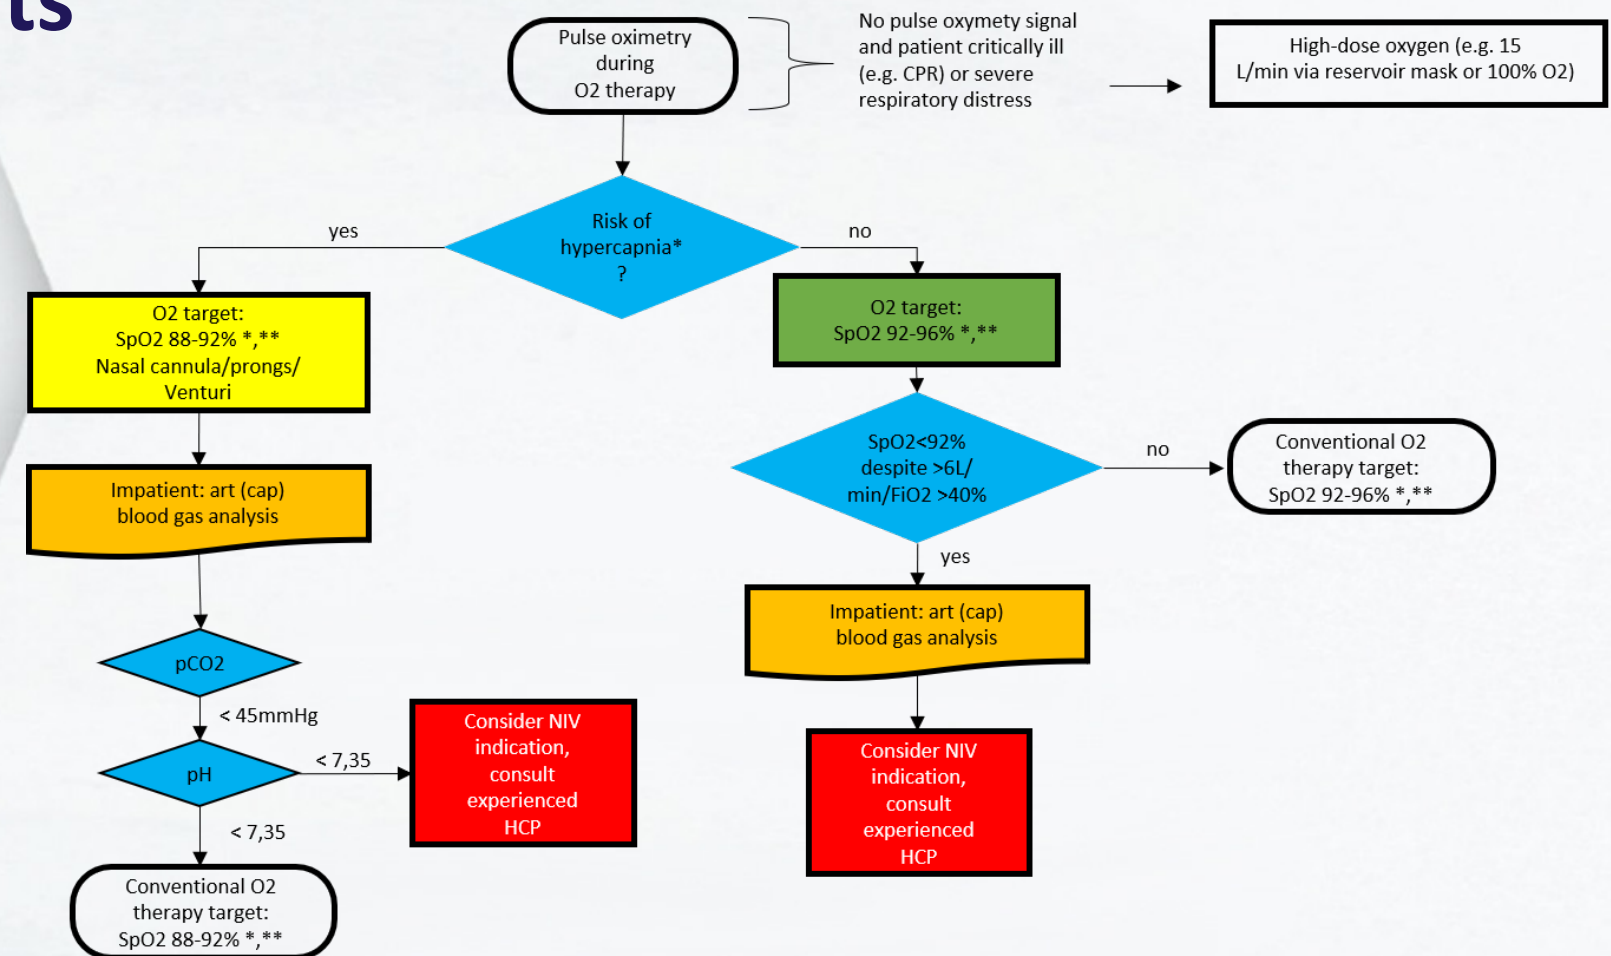 ts
Pulse oximetry
during
O2 therapy
No pulse oxymety signal
and patient critically ill
(e.g. CPR) or severe
respiratory distress
High-dose oxygen (e.g. 15
L/min via reservoir mask or 100% O2)
Risk of
hypercapnia*
?
yes
no
O2 target:
SpO2 88-92% *,**
Nasal cannula/prongs/
Venturi
O2 target:
SpO2 92-96% *,**
SpO2<92%
despite >6L/
min/FiO2 >40%
no
Conventional O2
therapy target:
SpO2 92-96% *,**
yes
Impatient: art (cap)
blood gas analysis
Impatient: art (cap)
blood gas analysis
pCO2
< 45mmHg
pH
< 7,35
Consider NIV
indication,
consult
experienced
HCP
Consider NIV
indication,
consult
experienced
HCP
< 7,35
Conventional O2
therapy target:
SpO2 88-92% *,**